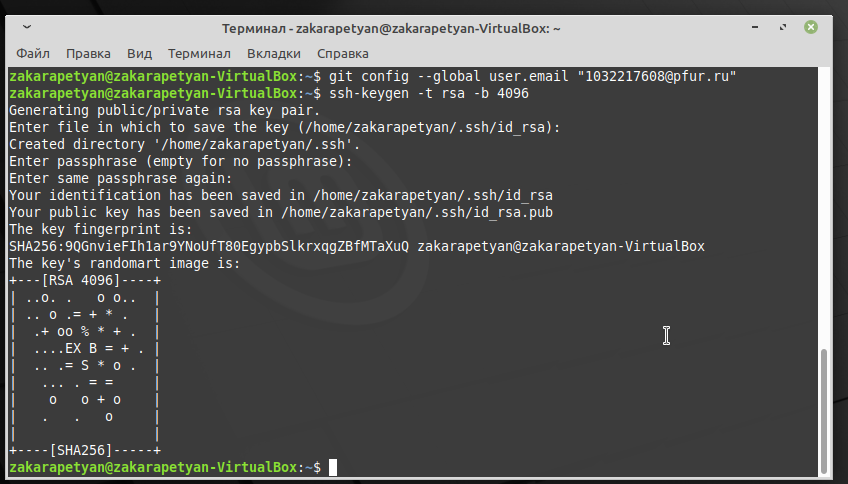 Терминал - zakarapetyan@zakarapetyan-VirtualBox: ~
Файл Правка Вид Терминал Вкладки Справка
zakarapetyan@zakarapetyan-VirtualBox:~$ git config --global user.email "1032217608@pfur.ru"
zakarapetyan@zakarapetyan-VirtualBox:~$ ssh-keygen -t rsa -b 4096
Generating public/private rsa key pair.
Enter file in which to save the key (/home/zakarapetyan/.ssh/id_rsa):
Created directory '/home/zakarapetyan/.ssh'.
Enter passphrase (empty for no passphrase):
Enter same passphrase again:
Your identification has been saved in /home/zakarapetyan/.ssh/id_rsa
Your public key has been saved in /home/zakarapetyan/.ssh/id_rsa.pub
The key fingerprint is:
SHA256:9QGnvieFIh1ar9YNoUfT80EgypbSlkrxqgZBfMTaXuQ zakarapetyan@zakarapetyan-VirtualBox
The key's randomart image is:
+---[RSA 4096]----+
| ..o. .   o o..  |
| .. o .= + * .   |
|  .+ oo % * + .  |
|  ....EX B = + . |
|  .. .= S * o .  |
|   ... . = =     |
|    o   o + o    |
|   .   .   o     |
|                 |
+----[SHA256]-----+
zakarapetyan@zakarapetyan-VirtualBox:~$